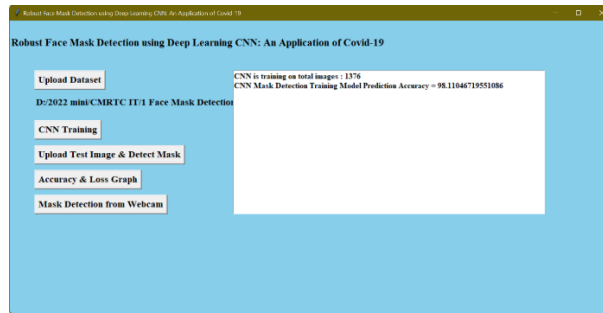 Robust Face Mask Detection using Deep Learning CNN: An Application of Covid-19
Robust Face Mask Detection using Deep Learning CNN: An Application of Covid-19
Upload Dataset
D:/2022 mini/CMRTC IT/1 Face Mask Detection
CNN Training
Upload Test Image & Detect Mask
Accuracy & Loss Graph
Mask Detection from Webcam
CNN is training on total images : 1376
CNN Mask Detection Training Model Prediction Accuracy = 98.11046719551086